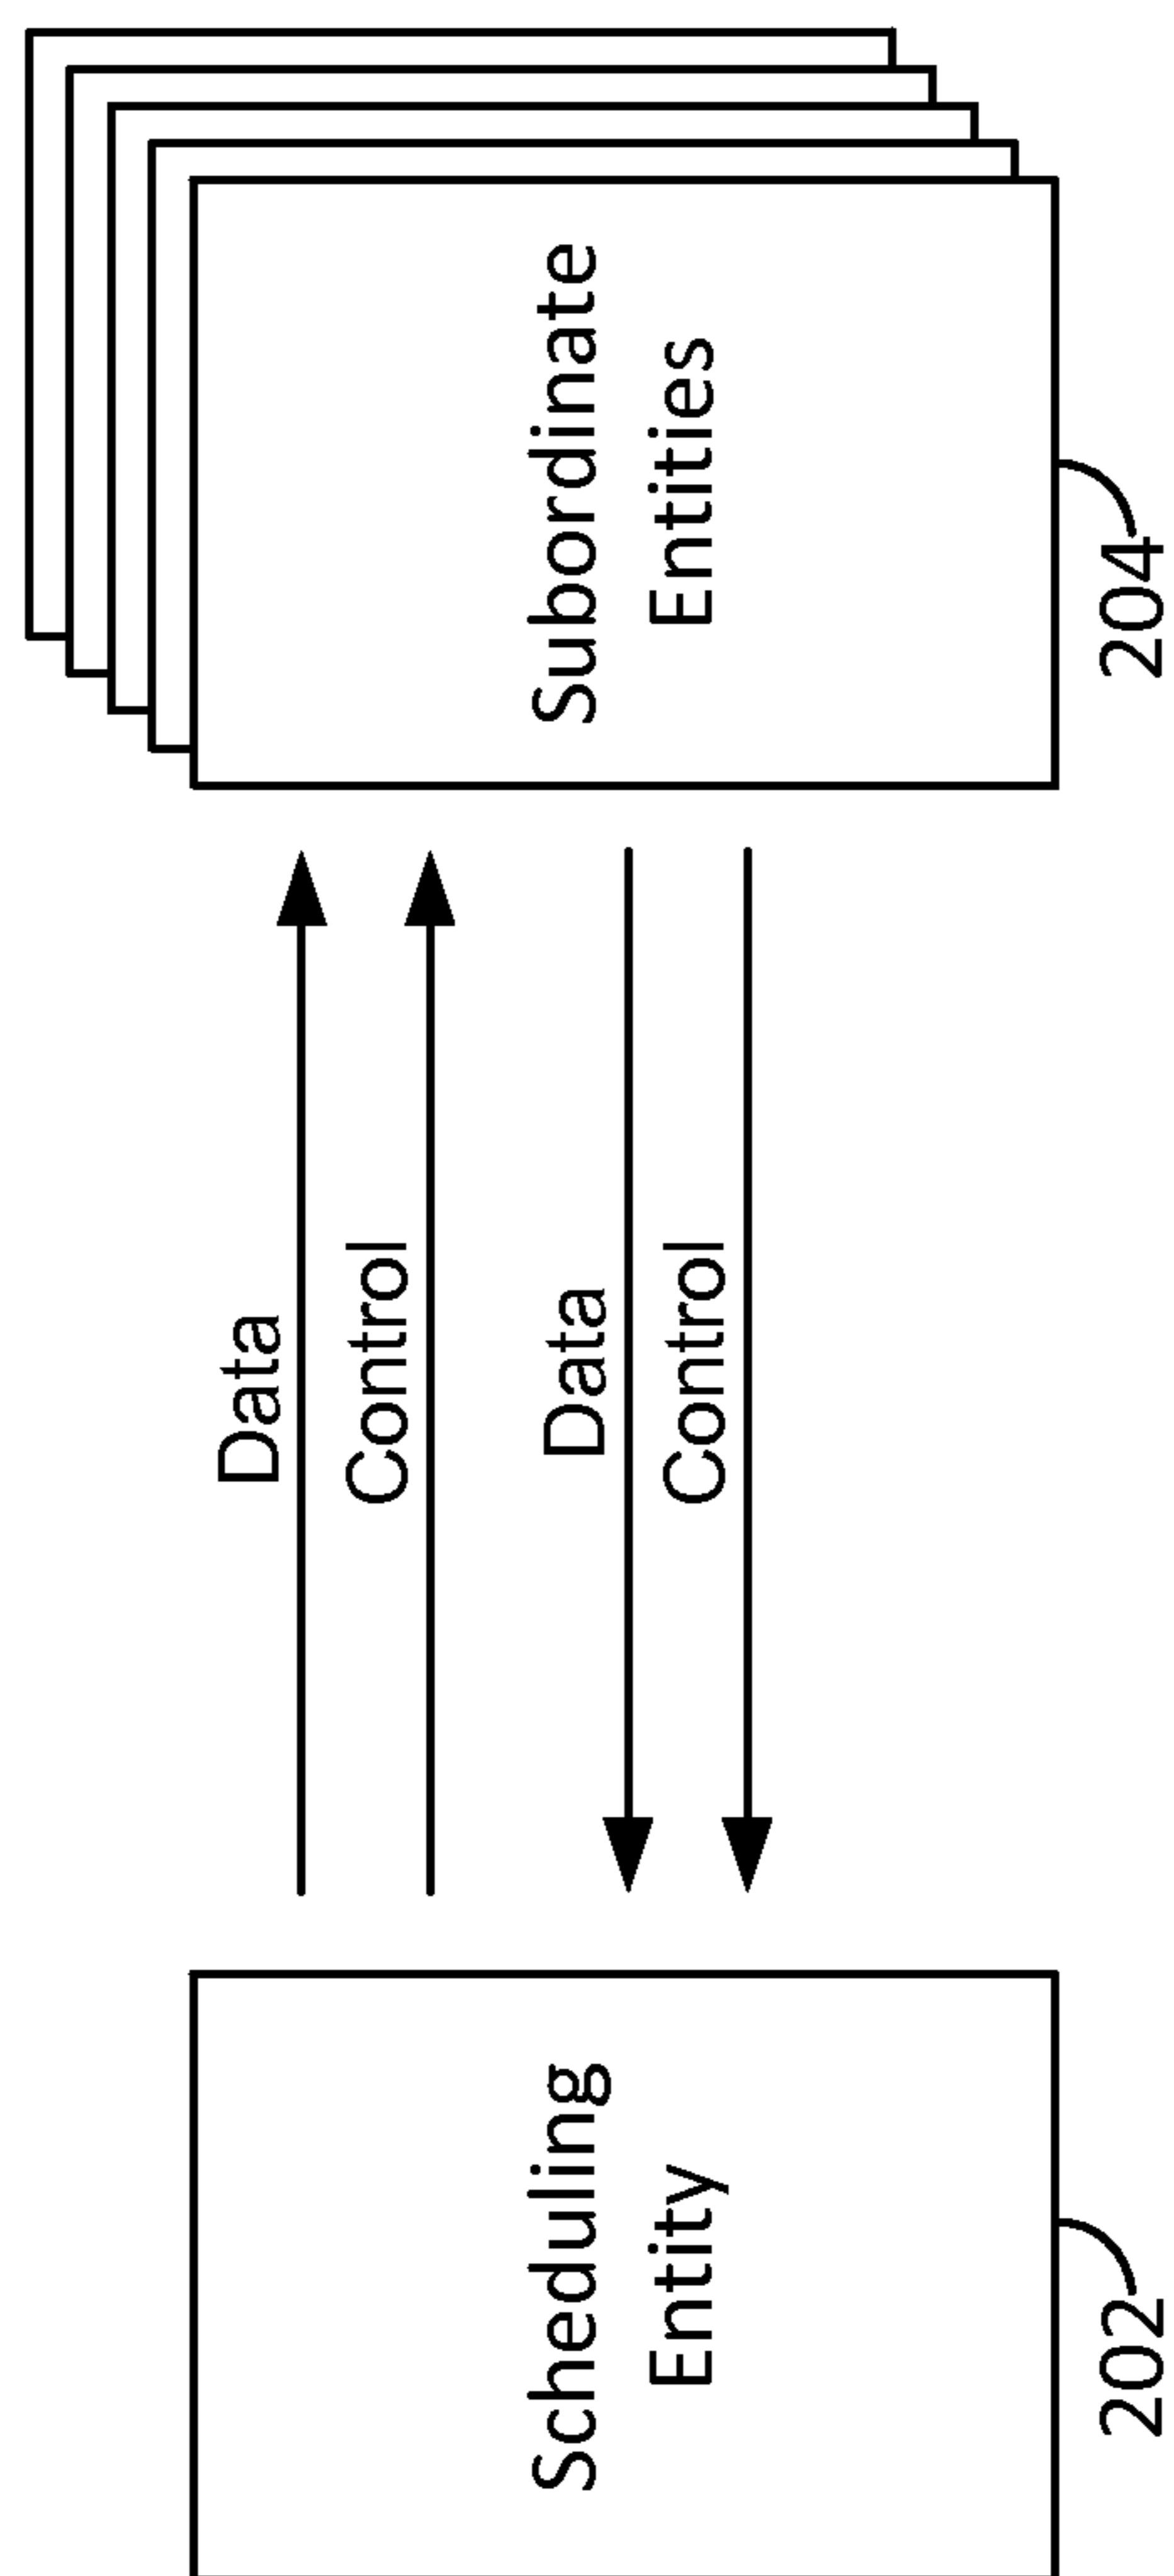 Scheduling
Entity
202
Data
Control
Data
Control
Subordinate
Entities
204